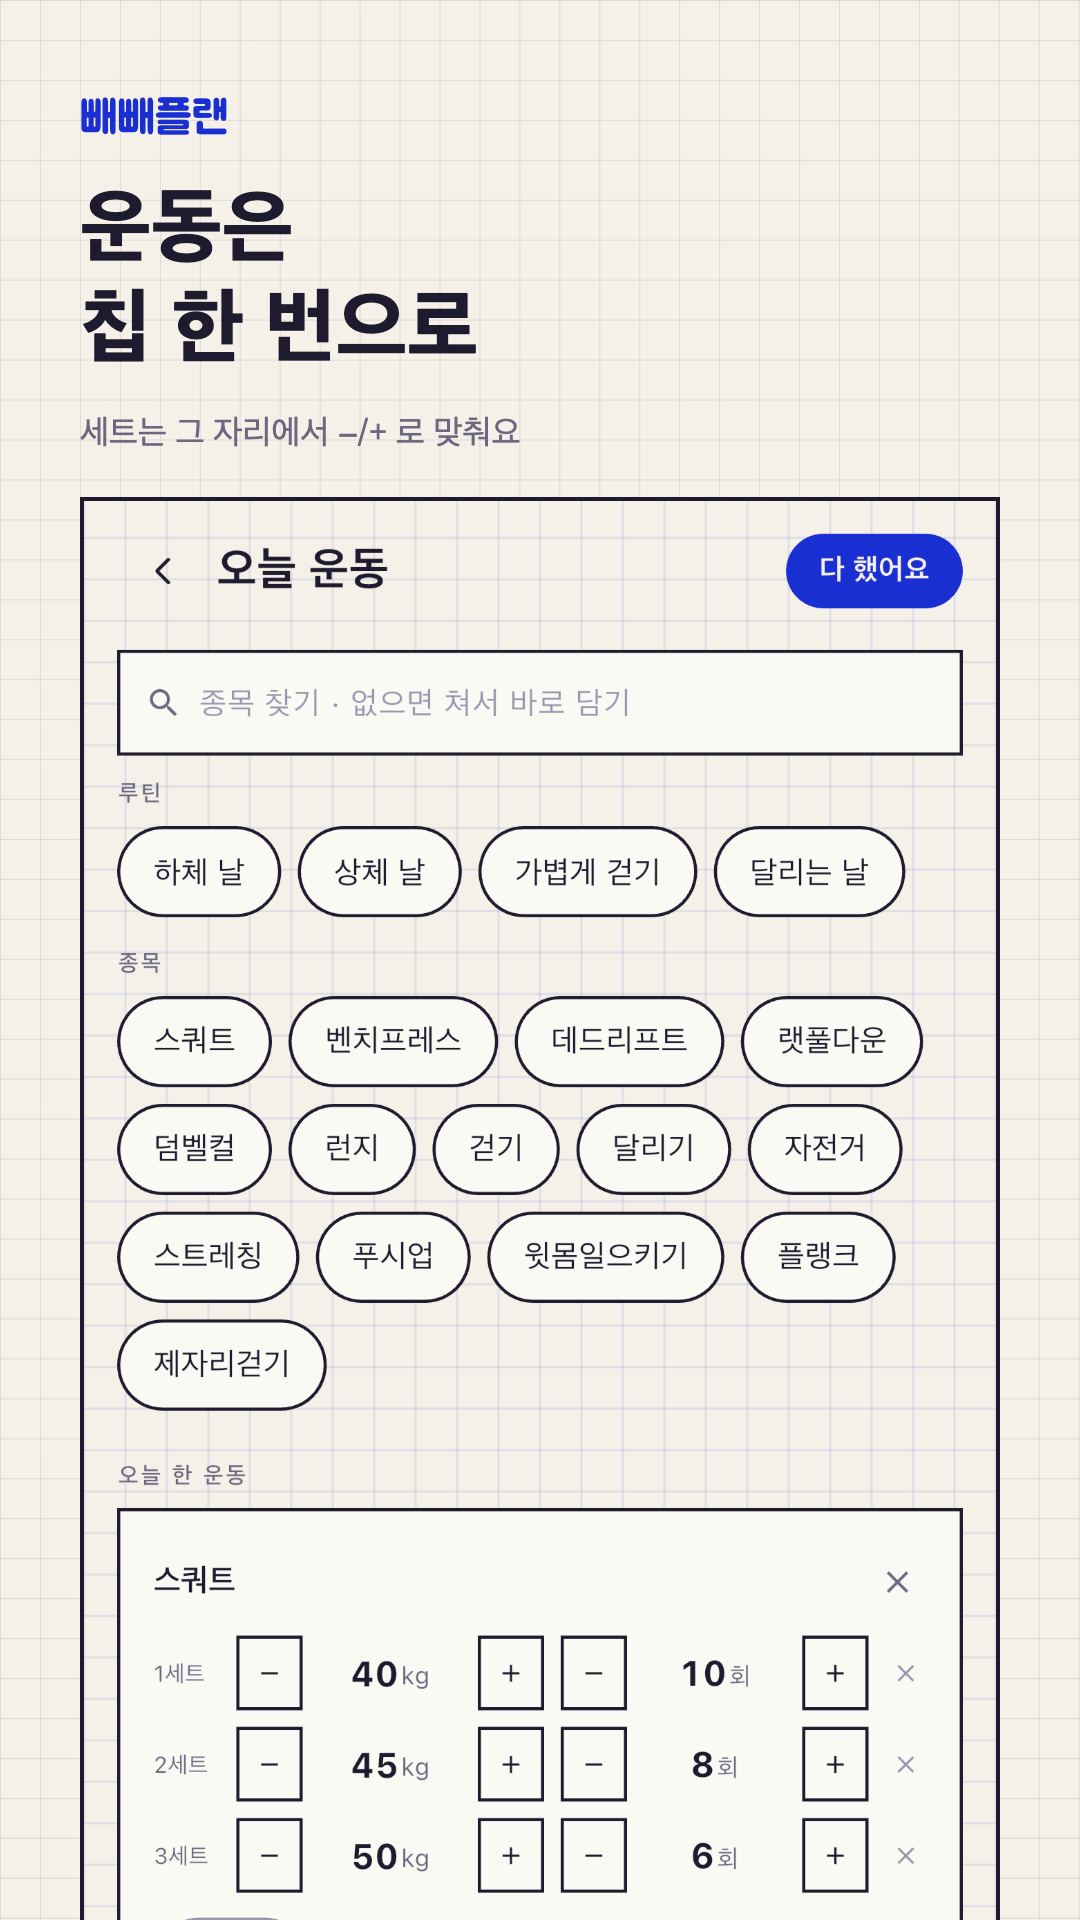 빼빼플랜
운동은
칩 한 번으로
세트는 그 자리에서 −/+ 로 맞춰요
오늘 운동
다 했어요
종목 찾기 · 없으면 쳐서 바로 담기
루틴
하체 날 상체 날 가볍게 걷기 달리는 날
종목
스쿼트 벤치프레스 데드리프트 랫풀다운
덤벨컬 런지 걷기 달리기 자전거
스트레칭 푸시업 윗몸일으키기 플랭크
제자리걷기
오늘 한 운동
스쿼트 ×
1세트 − 40kg + − 10회 + ×
2세트 − 45kg + − 8회 + ×
3세트 − 50kg + − 6회 + ×